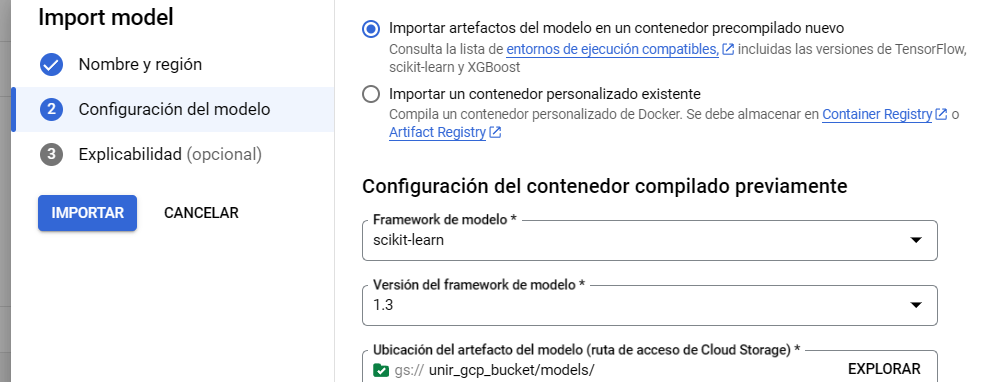 Import model
Nombre y región
2 Configuración del modelo
3 Explicabilidad (opcional)
IMPORTAR CANCELAR
Importar artefactos del modelo en un contenedor precompilado nuevo
Consulta la lista de entornos de ejecución compatibles, incluidas las versiones de TensorFlow,
scikit-learn y XGBoost
Importar un contenedor personalizado existente
Compila un contenedor personalizado de Docker. Se debe almacenar en Container Registry o
Artifact Registry
Configuración del contenedor compilado previamente
Framework de modelo *
scikit-learn
Versión del framework de modelo *
1.3
Ubicación del artefacto del modelo (ruta de acceso de Cloud Storage) *
gs:// unir_gcp_bucket/models/ EXPLORAR